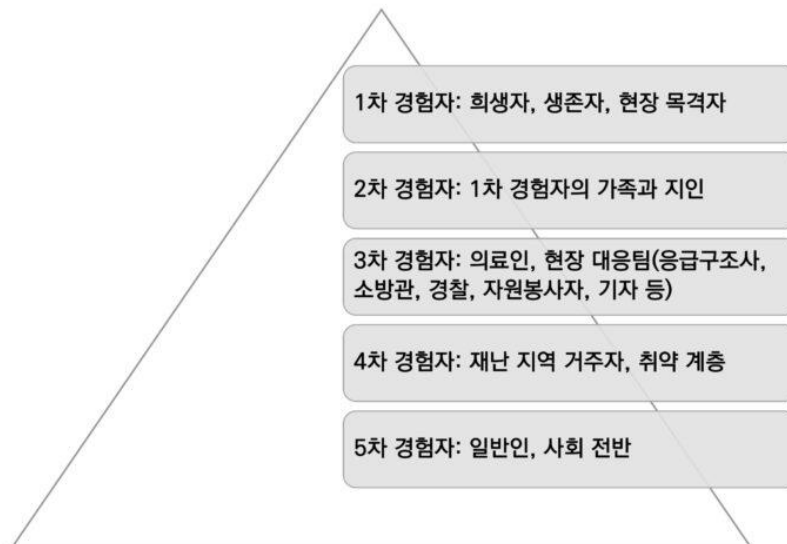 1차 경험자: 희생자, 생존자, 현장 목격자
2차 경험자: 1차 경험자의 가족과 지인
3차 경험자: 의료인, 현장 대응팀(응급구조사,
소방관, 경찰, 자원봉사자, 기자 등)
4차 경험자: 재난 지역 거주자, 취약 계층
5차 경험자: 일반인, 사회 전반